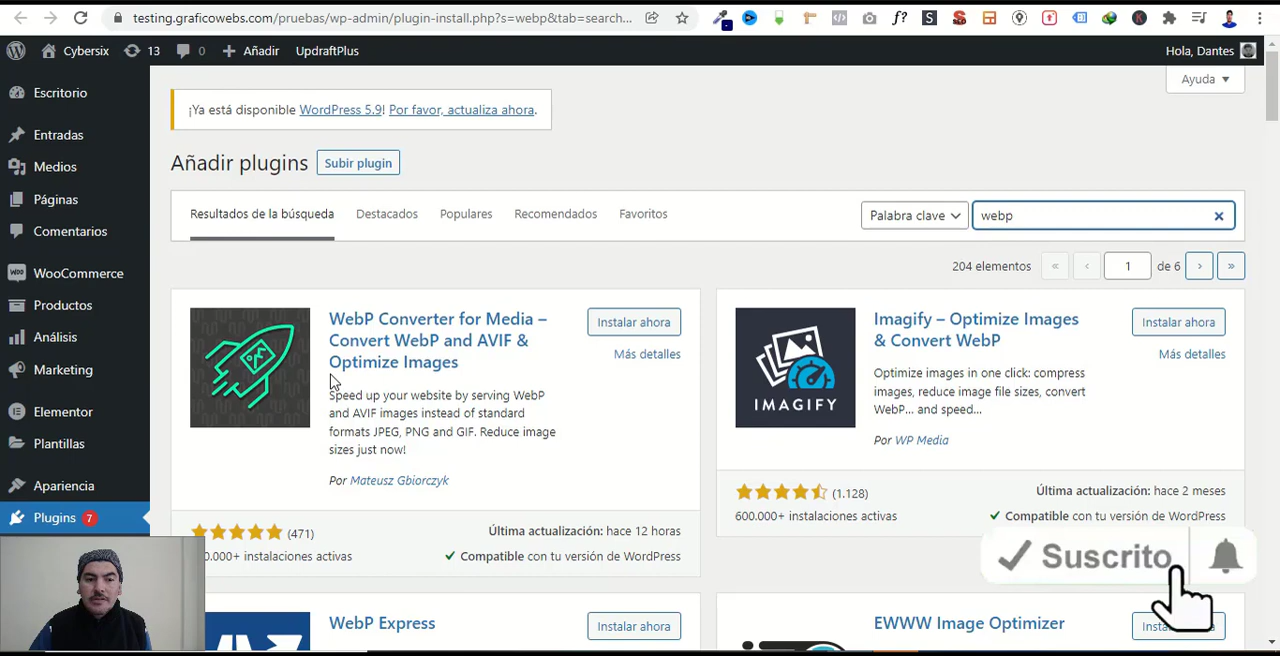 testing.graficowebs.com/pruebas/wp-admin/plugin-install.php?s=webp&tab=search...
Cybersix 13 0 Añadir UpdraftPlus Hola, Dantes
Ayuda
Escritorio
Entradas
Medios
Páginas
Comentarios
WooCommerce
Productos
Análisis
Marketing
Elementor
Plantillas
Apariencia
Plugins 7
¡Ya está disponible WordPress 5.9! Por favor, actualiza ahora.
Añadir plugins Subir plugin
Resultados de la búsqueda Destacados Populares Recomendados Favoritos Palabra clave webp
204 elementos « ‹ 1 de 6 › »
WebP Converter for Media –
Convert WebP and AVIF &
Optimize Images
Instalar ahora
Más detalles
Speed up your website by serving WebP
and AVIF images instead of standard
formats JPEG, PNG and GIF. Reduce image
sizes just now!
Por Mateusz Gbiorczyk
(471)
Última actualización: hace 12 horas
0.000+ instalaciones activas
Compatible con tu versión de WordPress
Imagify – Optimize Images
& Convert WebP
Instalar ahora
Más detalles
IMAGIFY
Optimize images in one click: compress
images, reduce image file sizes, convert
WebP... and speed...
Por WP Media
(1.128)
Última actualización: hace 2 meses
600.000+ instalaciones activas
Compatible con tu versión de WordPress
Suscrito
WebP Express
Instalar ahora
EWWW Image Optimizer